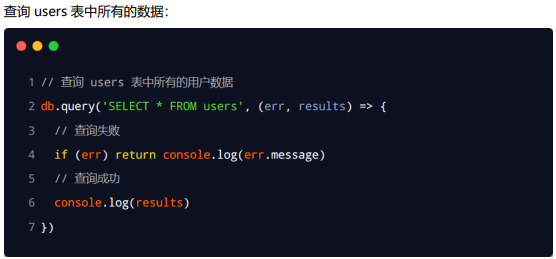 查询 users 表中所有的数据：
1 // 查询 users 表中所有的用户数据
2 db.query('SELECT * FROM users', (err, results) => {
3   // 查询失败
4   if (err) return console.log(err.message)
5   // 查询成功
6   console.log(results)
7 })